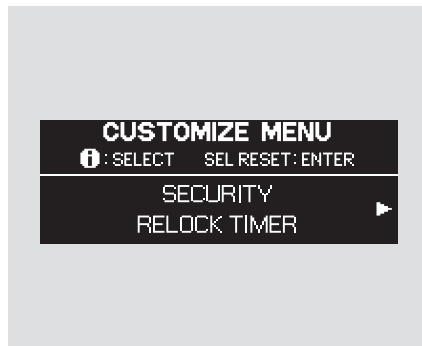 CUSTOMIZE MENU
i : SELECT SEL RESET : ENTER
SECURITY
RELOCK TIMER